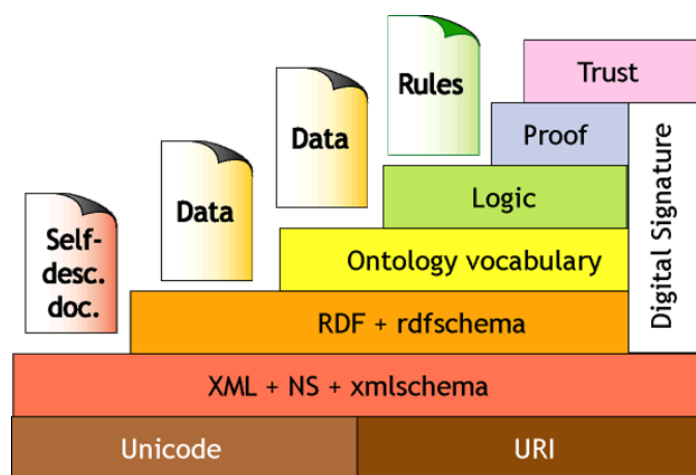 Trust
Rules
Proof
Data
Logic
Digital Signature
Data
Self-
desc.
doc.
Ontology vocabulary
RDF + rdfschema
XML + NS + xmlschema
Unicode
URI